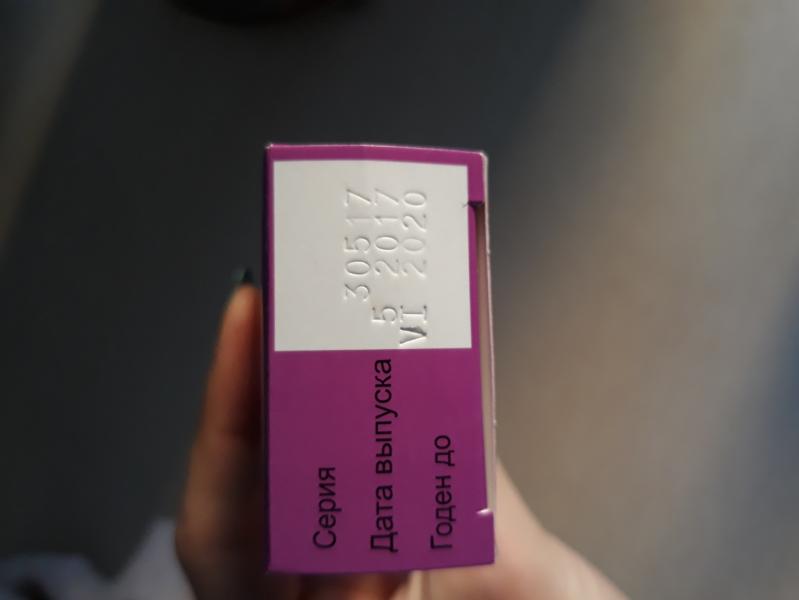 Серия 30517
Дата выпуска 5 2017
Годен до VI 2020